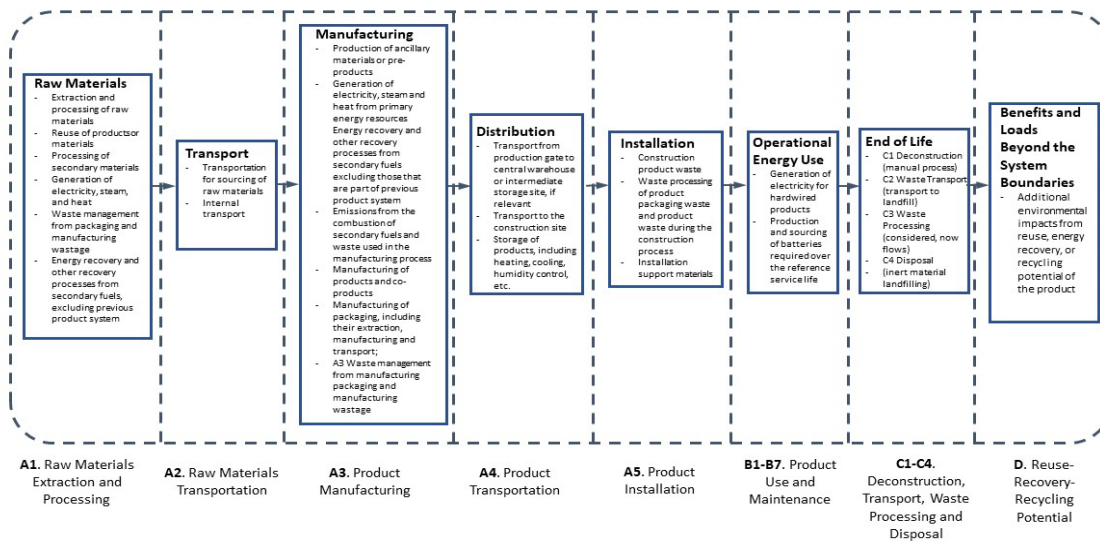 Raw Materials
- Extraction and
processing of raw
materials
- Reuse of productsor
materials
- Processing of
secondary materials
- Generation of
electricity, steam,
and heat
- Waste management
from packaging and
manufacturing
wastage
- Energy recovery and
other recovery
processes from
secondary fuels,
excluding previous
product system
Transport
- Transportation
for sourcing of
raw materials
- Internal
transport
Manufacturing
- Production of ancillary
materials or pre-
products
- Generation of
electricity, steam and
heat from primary
energy resources
Energy recovery and
other recovery
processes from
secondary fuels
excluding those that
are part of previous
product system
- Emissions from the
combustion of
secondary fuels and
waste used in the
manufacturing process
- Manufacturing of
products and co-
products
- Manufacturing of
packaging, including
their extraction,
manufacturing and
transport;
- A3 Waste management
from manufacturing
packaging and
manufacturing
wastage
Distribution
- Transport from
production gate to
central warehouse
or intermediate
storage site, if
relevant
- Transport to the
construction site
- Storage of
products, including
heating, cooling,
humidity control,
etc.
Installation
- Construction
product waste
- Waste processing of
product packaging
waste and product
waste during the
construction
process
- Installation
support materials
Operational
Energy Use
- Generation of
electricity for
hardwired
products
- Production
and sourcing
of batteries
required over
the reference
service life
End of Life
- C1 Deconstruction
(manual process)
- C2 Waste Transport
(transport to
landfill)
- C3 Waste
Processing
(considered, now
flows)
- C4 Disposal
- (inert material
landfilling)
Benefits and
Loads
Beyond the
System
Boundaries
- Additional
environmental
impacts from
reuse, energy
recovery, or
recycling
potential of
the product
A1. Raw Materials
Extraction and
Processing
A2. Raw Materials
Transportation
A3. Product
Manufacturing
A4. Product
Transportation
A5. Product
Installation
B1-B7. Product
Use and
Maintenance
C1-C4.
Deconstruction,
Transport, Waste
Processing and
Disposal
D. Reuse-
Recovery-
Recycling
Potential